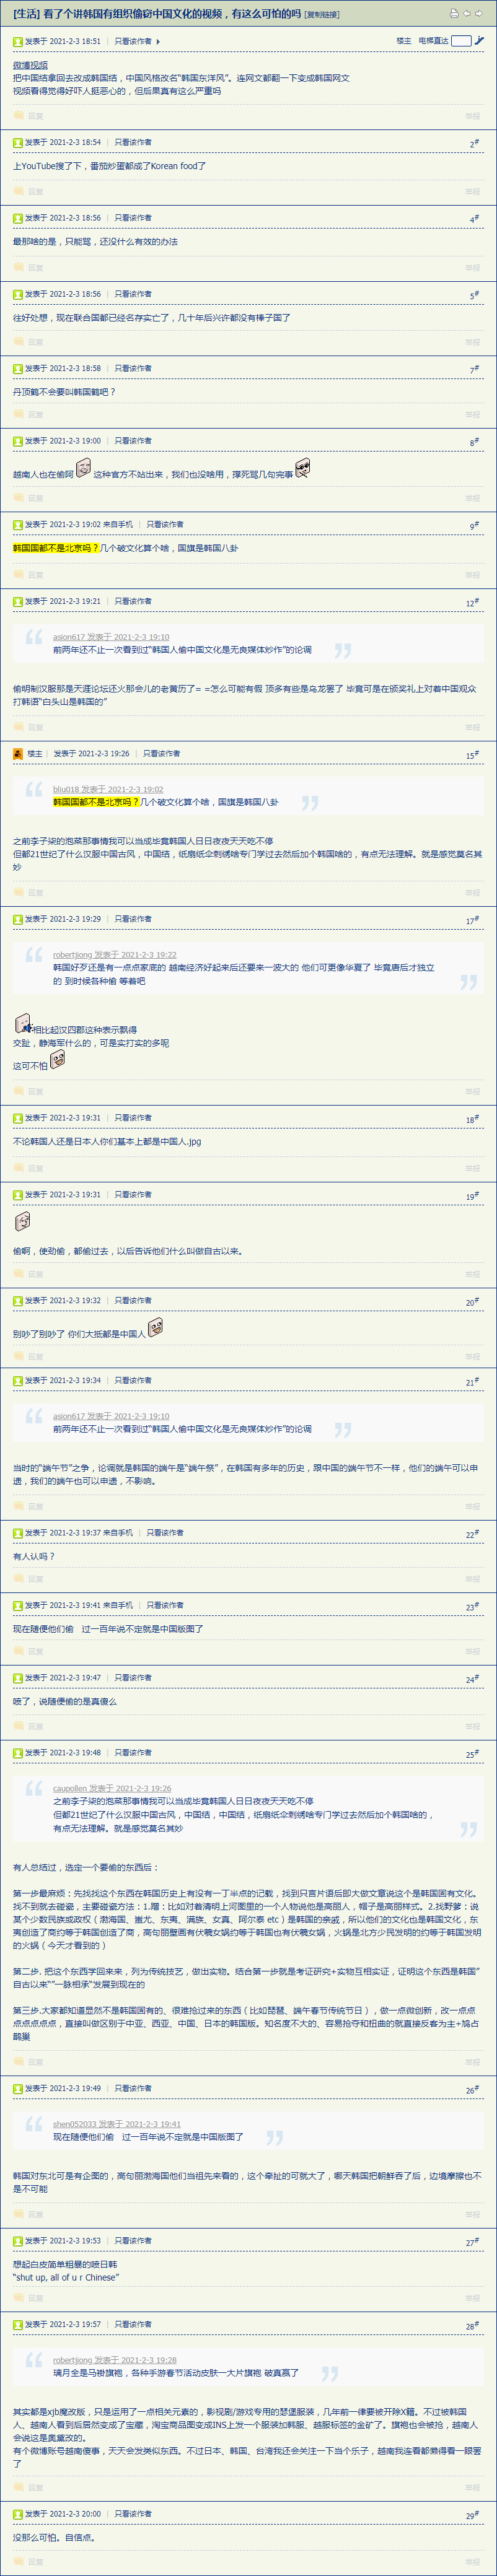 [生活] 看了个讲韩国有组织偷窃中国文化的视频，有这么可怕的吗 [复制链接]
发表于 2021-2-3 18:51 | 只看该作者
楼主 电梯直达
微博视频
把中国结拿回去改成韩国结，中国风格改名“韩国东洋风”。连网文都翻一下变成韩国网文
视频看得觉得好吓人挺恶心的，但后果真有这么严重吗
回复 举报
发表于 2021-2-3 18:54 | 只看该作者 2#
上YouTube搜了下，番茄炒蛋都成了Korean food了
回复 举报
发表于 2021-2-3 18:56 | 只看该作者 4#
最那啥的是，只能骂，还没什么有效的办法
回复 举报
发表于 2021-2-3 18:56 | 只看该作者 5#
往好处想，现在联合国都已经名存实亡了，几十年后兴许都没有棒子国了
回复 举报
发表于 2021-2-3 18:58 | 只看该作者 7#
丹顶鹤不会要叫韩国鹤吧？
回复 举报
发表于 2021-2-3 19:00 | 只看该作者 8#
越南人也在偷阿 这种官方不站出来，我们也没啥用，撑死骂几句完事
回复 举报
发表于 2021-2-3 19:02 来自手机 | 只看该作者 9#
韩国国都不是北京吗？几个破文化算个啥，国旗是韩国八卦
回复 举报
发表于 2021-2-3 19:21 | 只看该作者 12#
asion617 发表于 2021-2-3 19:10
前两年还不止一次看到过“韩国人偷中国文化是无良媒体炒作”的论调
偷明制汉服那是天涯论坛还火那会儿的老黄历了= =怎么可能有假 顶多有些是乌龙罢了 毕竟可是在颁奖礼上对着中国观众
打韩语“白头山是韩国的”
回复 举报
楼主 | 发表于 2021-2-3 19:26 | 只看该作者 15#
bliu018 发表于 2021-2-3 19:02
韩国国都不是北京吗？几个破文化算个啥，国旗是韩国八卦
之前李子柒的泡菜那事情我可以当成毕竟韩国人日日夜夜天天吃不停
但都21世纪了什么汉服中国古风，中国结，纸扇纸伞刺绣啥专门学过去然后加个韩国啥的，有点无法理解。就是感觉莫名其
妙
回复 举报
发表于 2021-2-3 19:29 | 只看该作者 17#
robertjiong 发表于 2021-2-3 19:22
韩国好歹还是有一点点家底的 越南经济好起来后还要来一波大的 他们可更像华夏了 毕竟唐后才独立
的 到时候各种偷 等着吧
相比起汉四郡这种表示飘得
交趾，静海军什么的，可是实打实的多呢
这可不怕
回复 举报
发表于 2021-2-3 19:31 | 只看该作者 18#
不论韩国人还是日本人你们基本上都是中国人.jpg
回复 举报
发表于 2021-2-3 19:31 | 只看该作者 19#
偷啊，使劲偷，都偷过去，以后告诉他们什么叫做自古以来。
回复 举报
发表于 2021-2-3 19:32 | 只看该作者 20#
别吵了别吵了 你们大抵都是中国人
回复 举报
发表于 2021-2-3 19:34 | 只看该作者 21#
asion617 发表于 2021-2-3 19:10
前两年还不止一次看到过“韩国人偷中国文化是无良媒体炒作”的论调
当时的“端午节”之争，论调就是韩国的端午是“端午祭”，在韩国有多年的历史，跟中国的端午节不一样，他们的端午可以申
遗，我们的端午也可以申遗，不影响。
回复 举报
发表于 2021-2-3 19:37 来自手机 | 只看该作者 22#
有人认吗？
回复 举报
发表于 2021-2-3 19:41 来自手机 | 只看该作者 23#
现在随便他们偷 过一百年说不定就是中国版图了
回复 举报
发表于 2021-2-3 19:47 | 只看该作者 24#
喷了，说随便偷的是真傻么
回复 举报
发表于 2021-2-3 19:48 | 只看该作者 25#
caupollen 发表于 2021-2-3 19:26
之前李子柒的泡菜那事情我可以当成毕竟韩国人日日夜夜天天吃不停
但都21世纪了什么汉服中国古风，中国结，中国结，纸扇纸伞刺绣啥专门学过去然后加个韩国啥的，
有点无法理解。就是感觉莫名其妙
有人总结过，选定一个要偷的东西后：
第一步最麻烦：先找找这个东西在韩国历史上有没有一丁半点的记载，找到只言片语后即大做文章说这个是韩国固有文化。
找不到就去碰瓷，主要碰瓷方法：1.蹭：比如对着清明上河图里的一个人物说他是高丽人，帽子是高丽样式。2.找野爹：说
某个少数民族或政权（渤海国、蚩尤、东夷、满族、女真、阿尔泰 etc）是韩国的亲戚，所以他们的文化也是韩国文化，东
夷创造了商约等于韩国创造了商，高句丽壁画有伏羲女娲约等于韩国也有伏羲女娲，火锅是北方少民发明的约等于韩国发明
的火锅（今天才看到的）
第二步. 把这个东西学回来来，列为传统技艺，做出实物。结合第一步就是考证研究+实物互相实证，证明这个东西是韩国“
自古以来”“一脉相承”发展到现在的
第三步.大家都知道显然不是韩国固有的、很难抢过来的东西（比如琵琶、端午春节传统节日），做一点微创新，改一点点
点点点点点，直接叫做区别于中亚、西亚、中国、日本的韩国版。知名度不大的、容易抢夺和扭曲的就直接反客为主+鸠占
鹊巢
回复 举报
发表于 2021-2-3 19:49 | 只看该作者 26#
shen052033 发表于 2021-2-3 19:41
现在随便他们偷 过一百年说不定就是中国版图了
韩国对东北可是有企图的，高句丽渤海国他们当祖先来看的，这个牵扯的可就大了，哪天韩国把朝鲜吞了后，边境摩擦也不
是不可能
回复 举报
发表于 2021-2-3 19:53 | 只看该作者 27#
想起白皮简单粗暴的喷日韩
“shut up, all of u r Chinese”
回复 举报
发表于 2021-2-3 19:57 | 只看该作者 28#
robertjiong 发表于 2021-2-3 19:28
璃月全是马褂旗袍，各种手游春节活动皮肤一大片旗袍 破真赢了
其实都是xjb魔改版，只是运用了一点相关元素的，影视剧/游戏专用的瑟堡服装，几年前一律要被开除X籍。不过被韩国
人、越南人看到后居然变成了宝藏，淘宝商品图变成INS上发一个服装加韩服、越服标签的金矿了。旗袍也会被抢，越南人
会说这是奥黛改的。
有个微博账号越南傻事，天天会发类似东西。不过日本、韩国、台湾我还会关注一下当个乐子，越南我连看都懒得看一眼罢
了
回复 举报
发表于 2021-2-3 20:00 | 只看该作者 29#
没那么可怕。自信点。
回复 举报